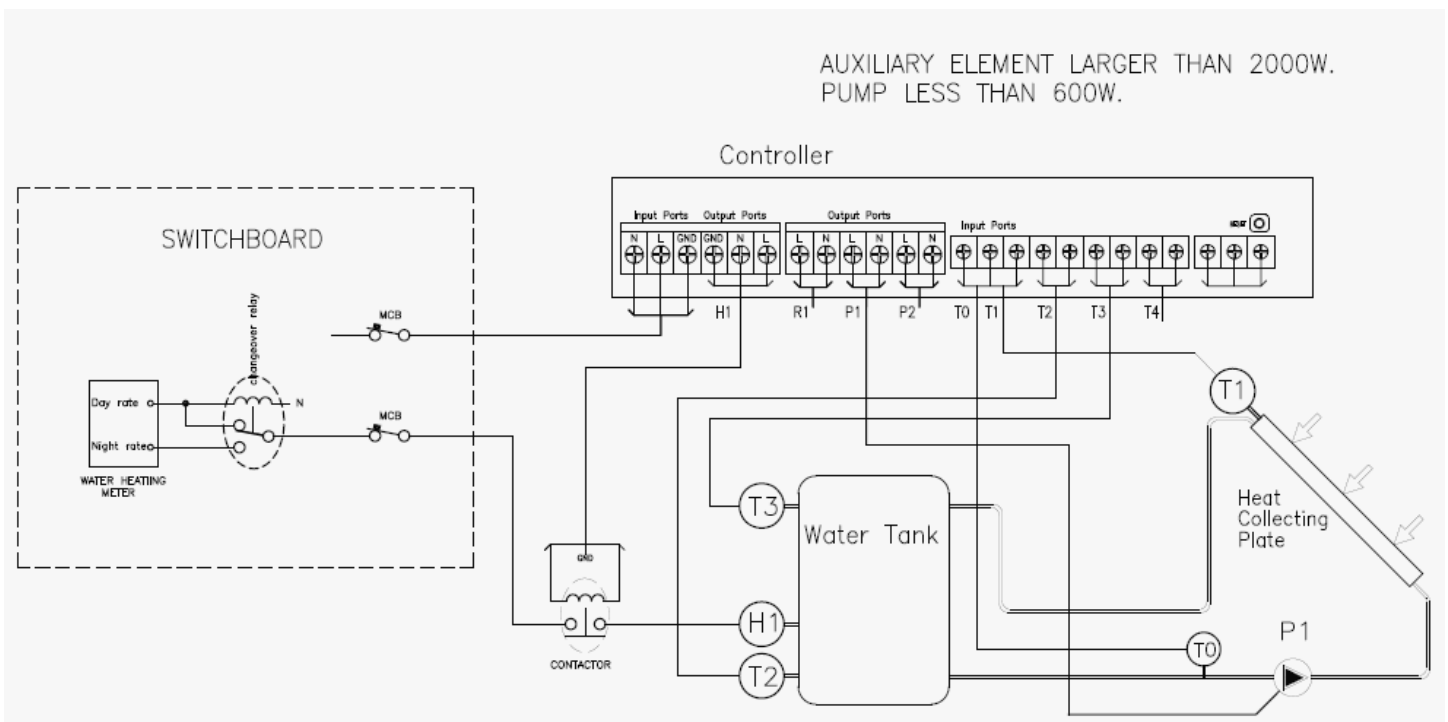 AUXILIARY ELEMENT LARGER THAN 2000W.
PUMP LESS THAN 600W.
Controller
Input Ports Output Ports
N L GND GND N L
Output Ports
L N L N L N
Input Ports
H1
R1
P1
P2
T0
T1
T2
T3
T4
SWITCHBOARD
changeover relay
MCB
Day rate
N
MCB
Night rate
WATER HEATIING
METER
T1
T3
Water Tank
Heat
Collecting
Plate
GND
H1
CONTACTOR
T2
T0
P1